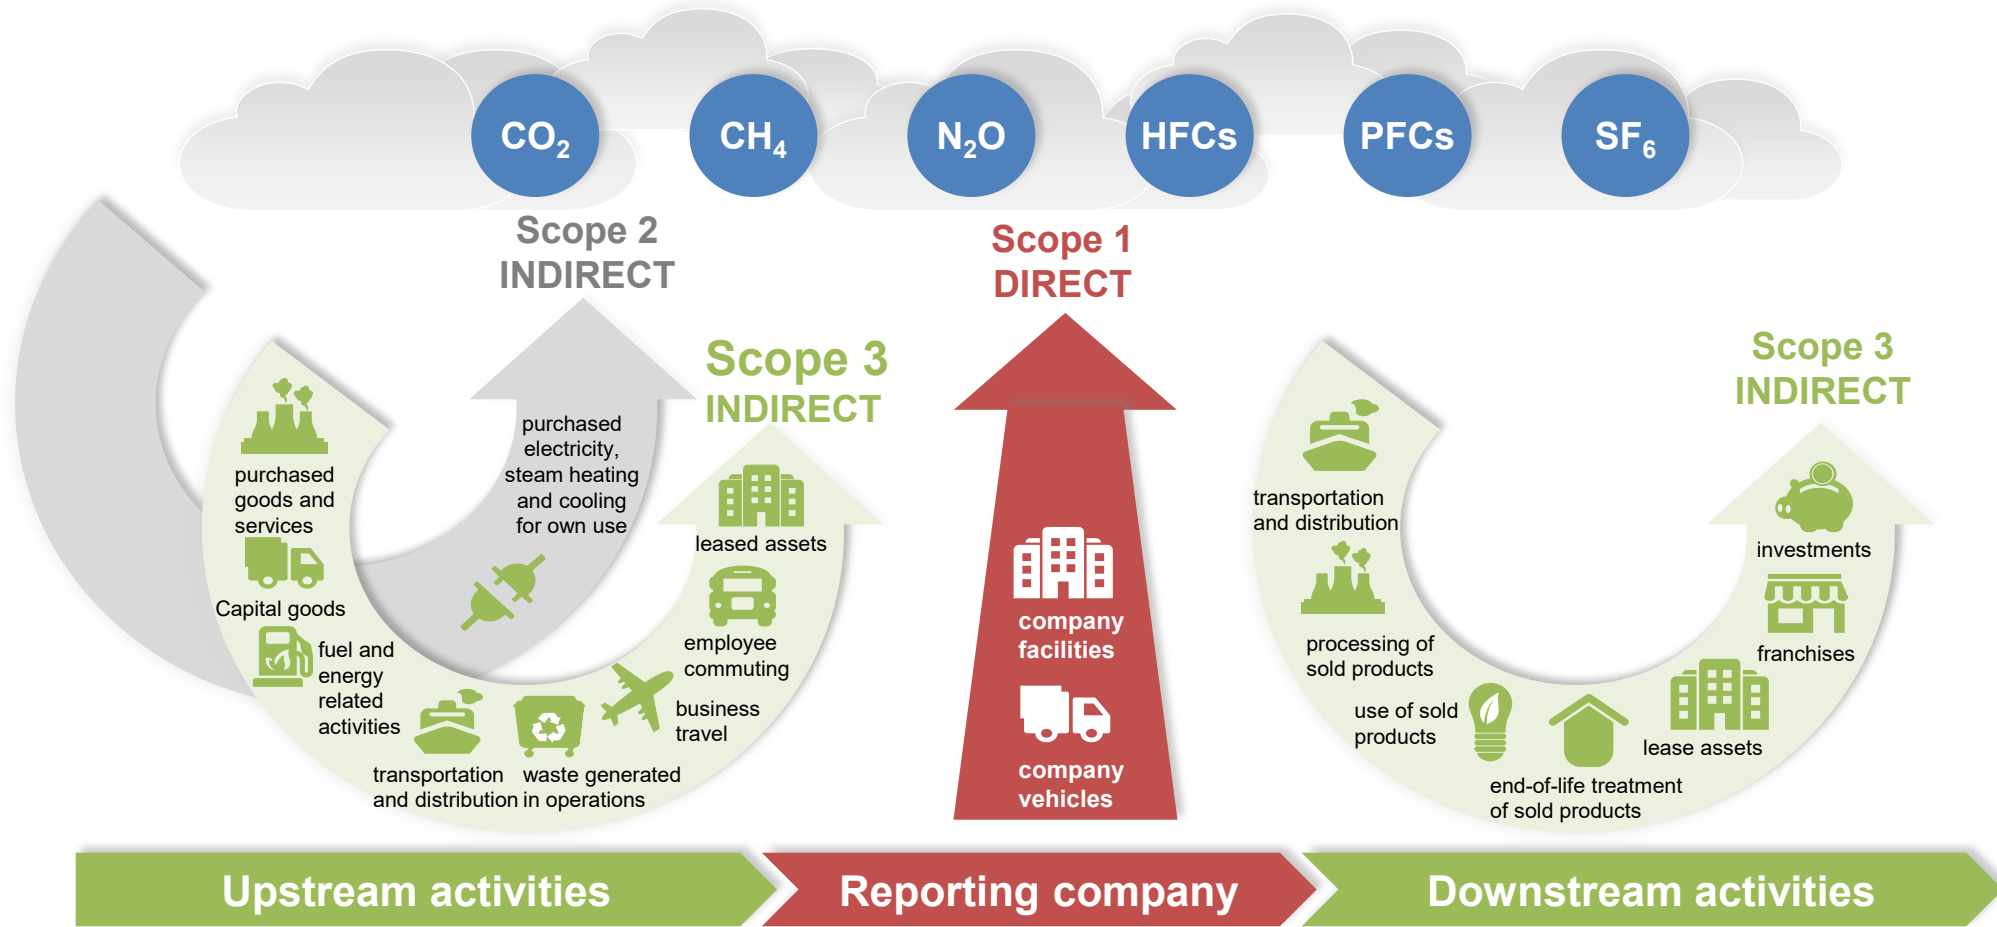 CO2
CH4
N2O
HFCs
PFCs
SF6
Scope 2
INDIRECT
Scope 1
DIRECT
Scope 3
INDIRECT
Scope 3
INDIRECT
purchased
goods and
services
Capital goods
fuel and
energy
related
activities
transportation
and distribution
waste generated
in operations
business
travel
employee
commuting
leased assets
purchased
electricity,
steam heating
and cooling
for own use
company
facilities
company
vehicles
transportation
and distribution
processing of
sold products
use of sold
products
end-of-life treatment
of sold products
lease assets
franchises
investments
Upstream activities
Reporting company
Downstream activities